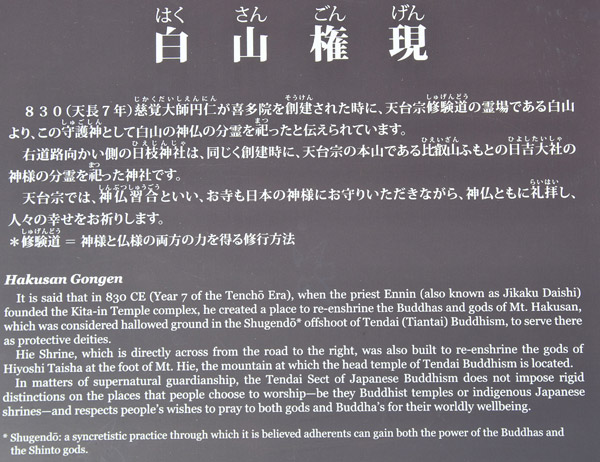 はくさんごんげん
白山権現
８３０（天長７年）慈覚大師円仁が喜多院を創建された時に、天台宗修験道の霊場である白山
より、この守護神として白山の神仏の分霊を祀ったと伝えられています。
右道路向かい側の日枝神社は、同じく創建時に、天台宗の本山である比叡山ふもとの日吉大社の
神様の分霊を祀った神社です。
天台宗では、神仏習合といい、お寺も日本の神様にお守りいただきながら、神仏ともに礼拝し、
人々の幸せをお祈りします。
＊修験道 ＝ 神様と仏様の両方の力を得る修行方法
Hakusan Gongen
It is said that in 830 CE (Year 7 of the Tenchō Era), when the priest Ennin (also known as Jikaku Daishi)
founded the Kita-in Temple complex, he created a place to re-enshrine the Buddhas and gods of Mt. Hakusan,
which was considered hallowed ground in the Shugendō* offshoot of Tendai (Tiantai) Buddhism, to serve there
as protective deities.
Hie Shrine, which is directly across from the road to the right, was also built to re-enshrine the gods of
Hiyoshi Taisha at the foot of Mt. Hie, the mountain at which the head temple of Tendai Buddhism is located.
In matters of supernatural guardianship, the Tendai Sect of Japanese Buddhism does not impose rigid
distinctions on the places that people choose to worship—be they Buddhist temples or indigenous Japanese
shrines—and respects people's wishes to pray to both gods and Buddha's for their worldly wellbeing.
* Shugendō: a syncretistic practice through which it is believed adherents can gain both the power of the Buddhas and
the Shinto gods.